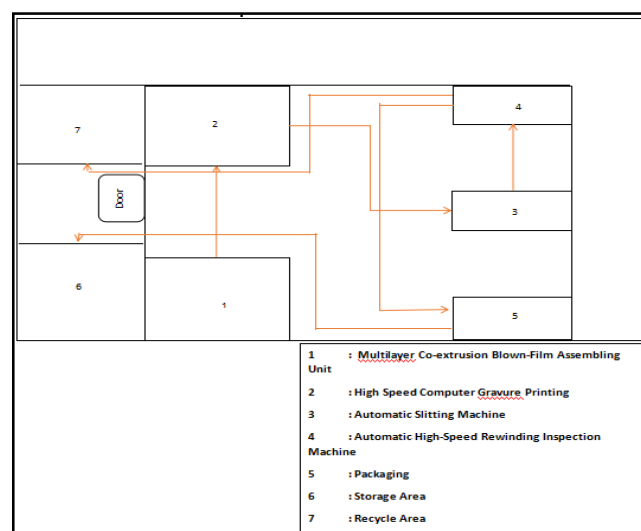 7
2
4
Door
3
6
1
5
1 : Multilayer Co-extrusion Blown-Film Assembling
Unit
2 : High Speed Computer Gravure Printing
3 : Automatic Slitting Machine
4 : Automatic High-Speed Rewinding Inspection
Machine
5 : Packaging
6 : Storage Area
7 : Recycle Area